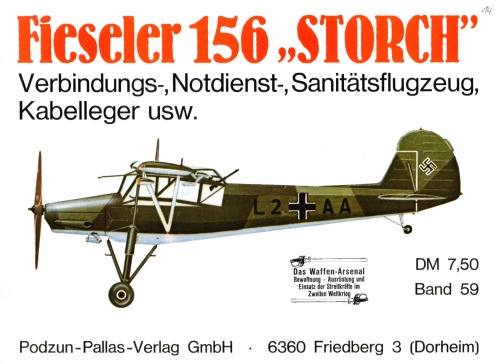 14
Fieseler 156 „STORCH”
Verbindungs-, Notdienst-, Sanitätsflugzeug,
Kabelleger usw.
L2 AA
Das Waffen-Arsenal
Bewaffnung - Ausrüstung und
Einsatz der Streitkräfte im
Zweiten Weltkrieg
DM 7,50
Band 59
Podzun-Pallas-Verlag GmbH · 6360 Friedberg 3 (Dorheim)